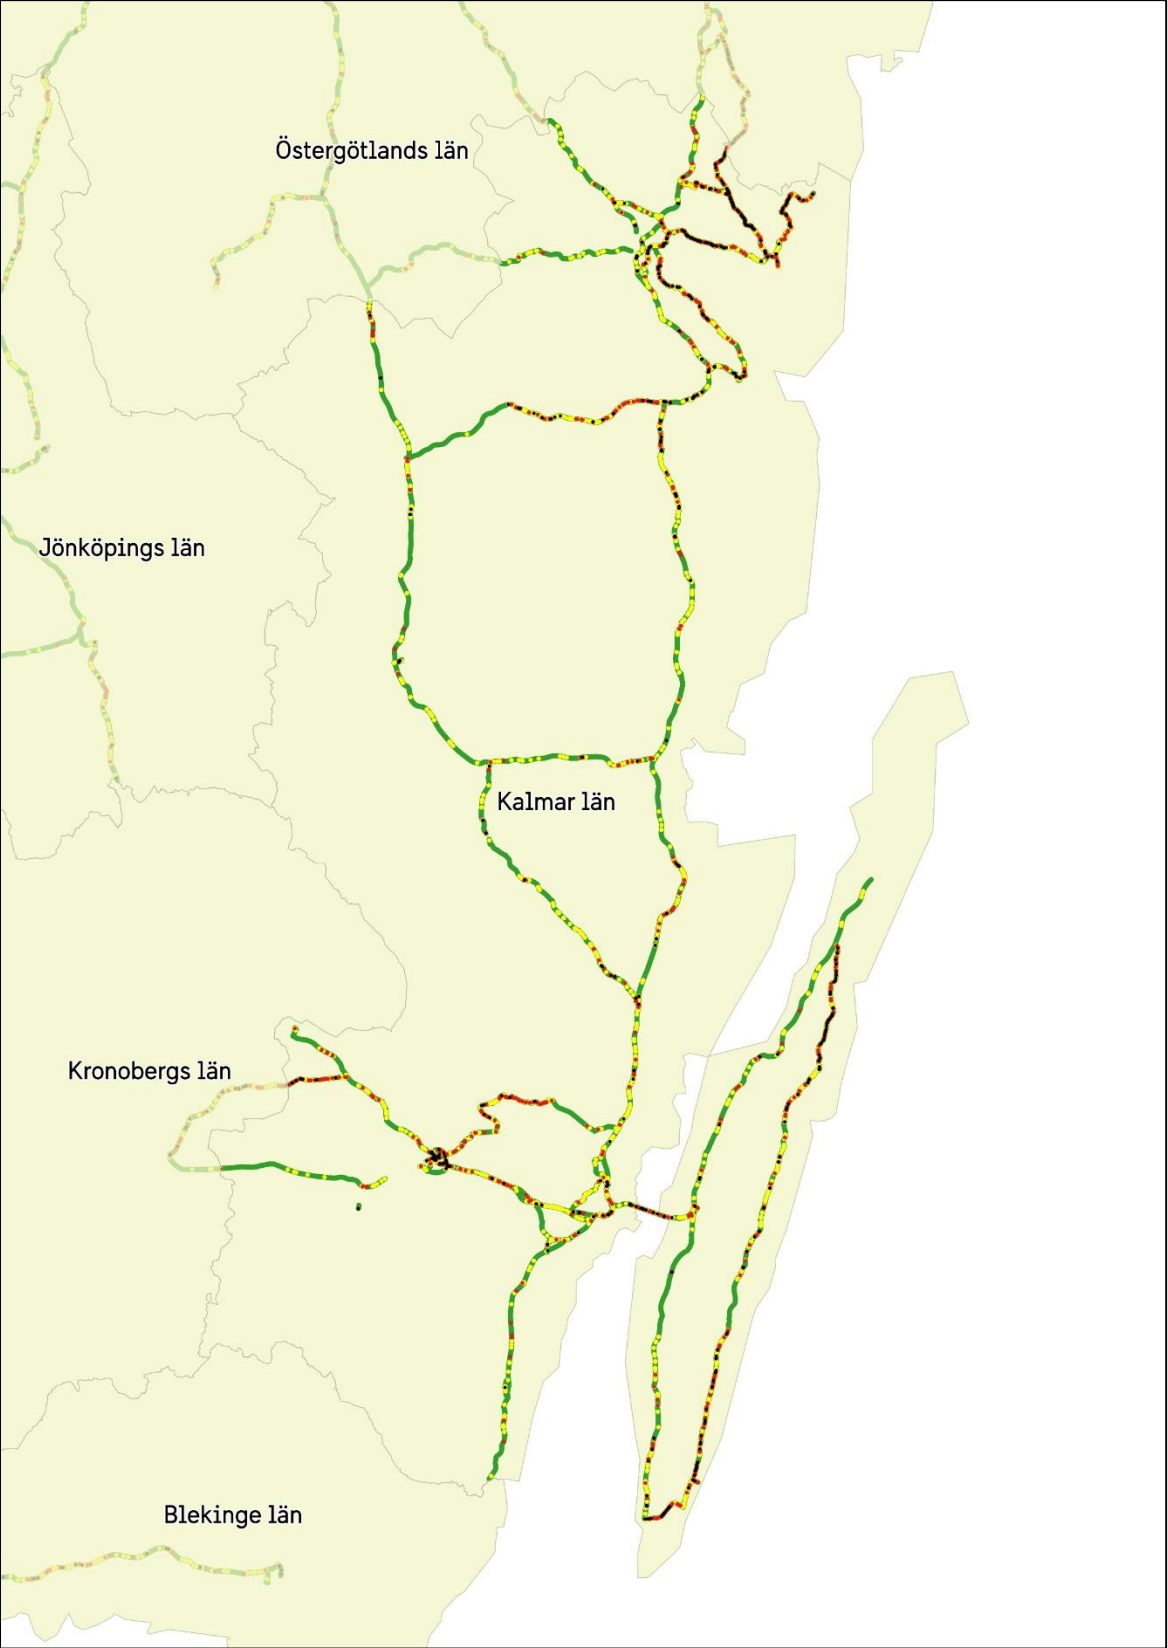 Östergötlands län
Jönköpings län
Kalmar län
Kronobergs län
Blekinge län